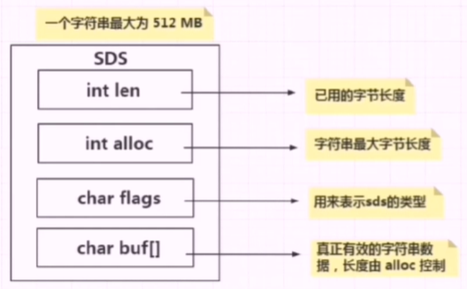 一个字符串最大为 512 MB
SDS
int len
已用的字节长度
int alloc
字符串最大字节长度
char flags
用来表示sds的类型
char buf[]
真正有效的字符串数
据，长度由 alloc 控制